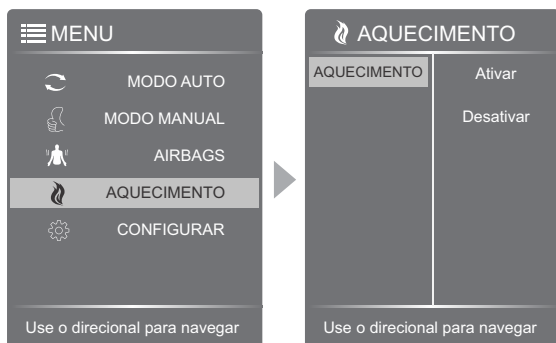 MENU
MODO AUTO
MODO MANUAL
AIRBAGS
AQUECIMENTO
CONFIGURAR
Use o direcional para navegar
AQUECIMENTO
AQUECIMENTO
Ativar
Desativar
Use o direcional para navegar